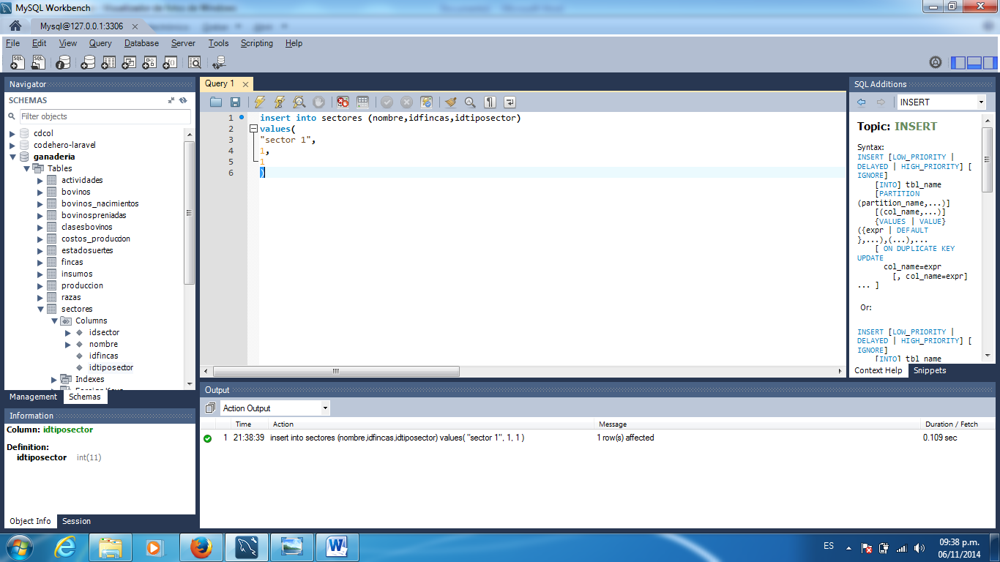 MySQL Workbench
Mysql@127.0.0.1:3306
File Edit View Query Database Server Tools Scripting Help
Navigator
SCHEMAS
Filter objects
cdcol
codehero-laravel
ganaderia
Tables
actividades
bovinos
bovinos_nacimientos
bovinospreniadas
clasesbovinos
costos_produccion
estadosuertes
fincas
insumos
produccion
razas
sectores
Columns
idsector
nombre
idfincas
idtiposector
Indexes
Foreign Keys
Management Schemas
Information
Column: idtiposector
Definition:
idtiposector int(11)
Object Info Session
Query 1
1 insert into sectores (nombre,idfincas,idtiposector)
2 values(
3 "sector 1",
4 1,
5 1
6 )
SQL Additions
INSERT
Topic: INSERT
Syntax:
INSERT [LOW_PRIORITY |
DELAYED | HIGH_PRIORITY] [
IGNORE]
[INTO] tbl_name
[PARTITION
(partition_name,...)]
[(col_name,...)]
{VALUES | VALUE}
({expr | DEFAULT
},...),(...),...
[ ON DUPLICATE KEY
UPDATE
col_name=expr
[, col_name=expr]
... ]
Or:
INSERT [LOW_PRIORITY |
DELAYED | HIGH_PRIORITY] [
IGNORE]
[INTO] tbl_name
Context Help Snippets
Output
Action Output
Time Action Message Duration / Fetch
1 21:38:39 insert into sectores (nombre,idfincas,idtiposector) values( "sector 1", 1, 1 ) 1 row(s) affected 0.109 sec
ES
09:38 p.m.
06/11/2014